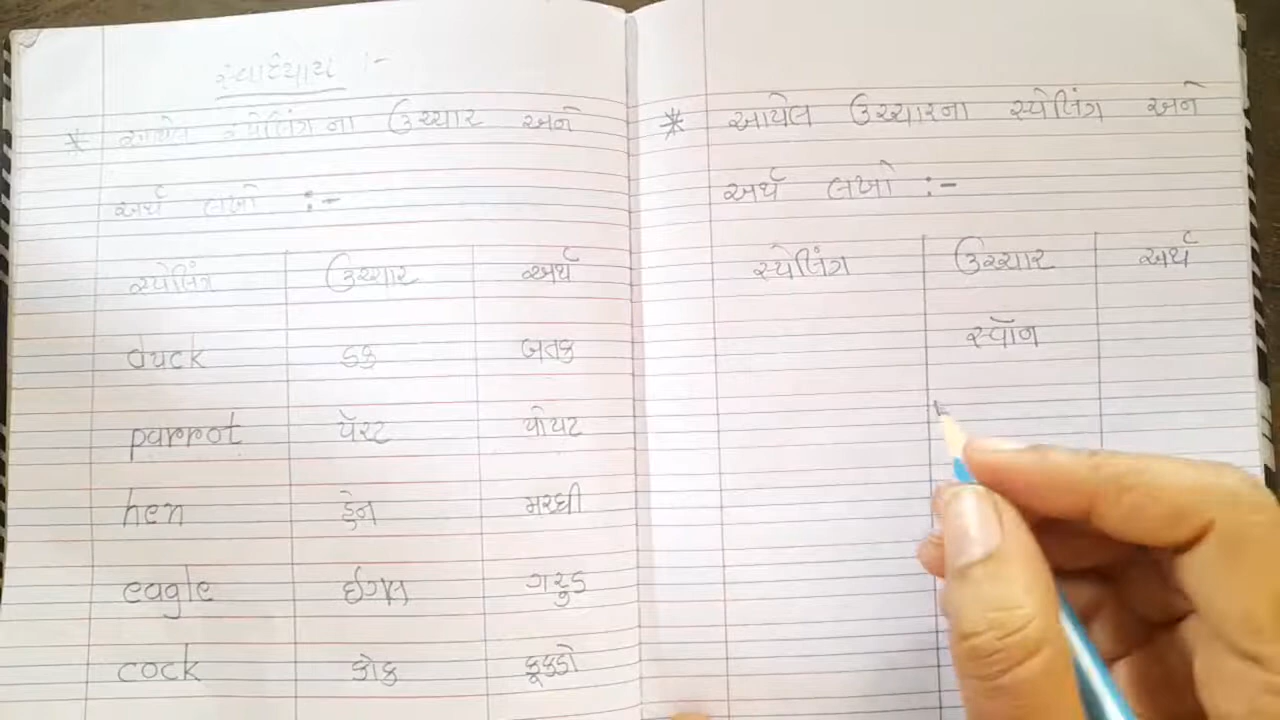 સ્વાધ્યાય :-
* આપેલ સ્પેલિંગના ઉચ્ચાર અને
અર્થ લખો :-
સ્પેલિંગ ઉચ્ચાર અર્થ
duck ડક બતક
parrot પૅરટ પોપટ
hen હેન મરઘી
eagle ઈગલ ગરુડ
cock કોક કૂકડો
* આપેલ ઉચ્ચારના સ્પેલિંગ અને
અર્થ લખો :-
સ્પેલિંગ ઉચ્ચાર અર્થ
સ્વૉન